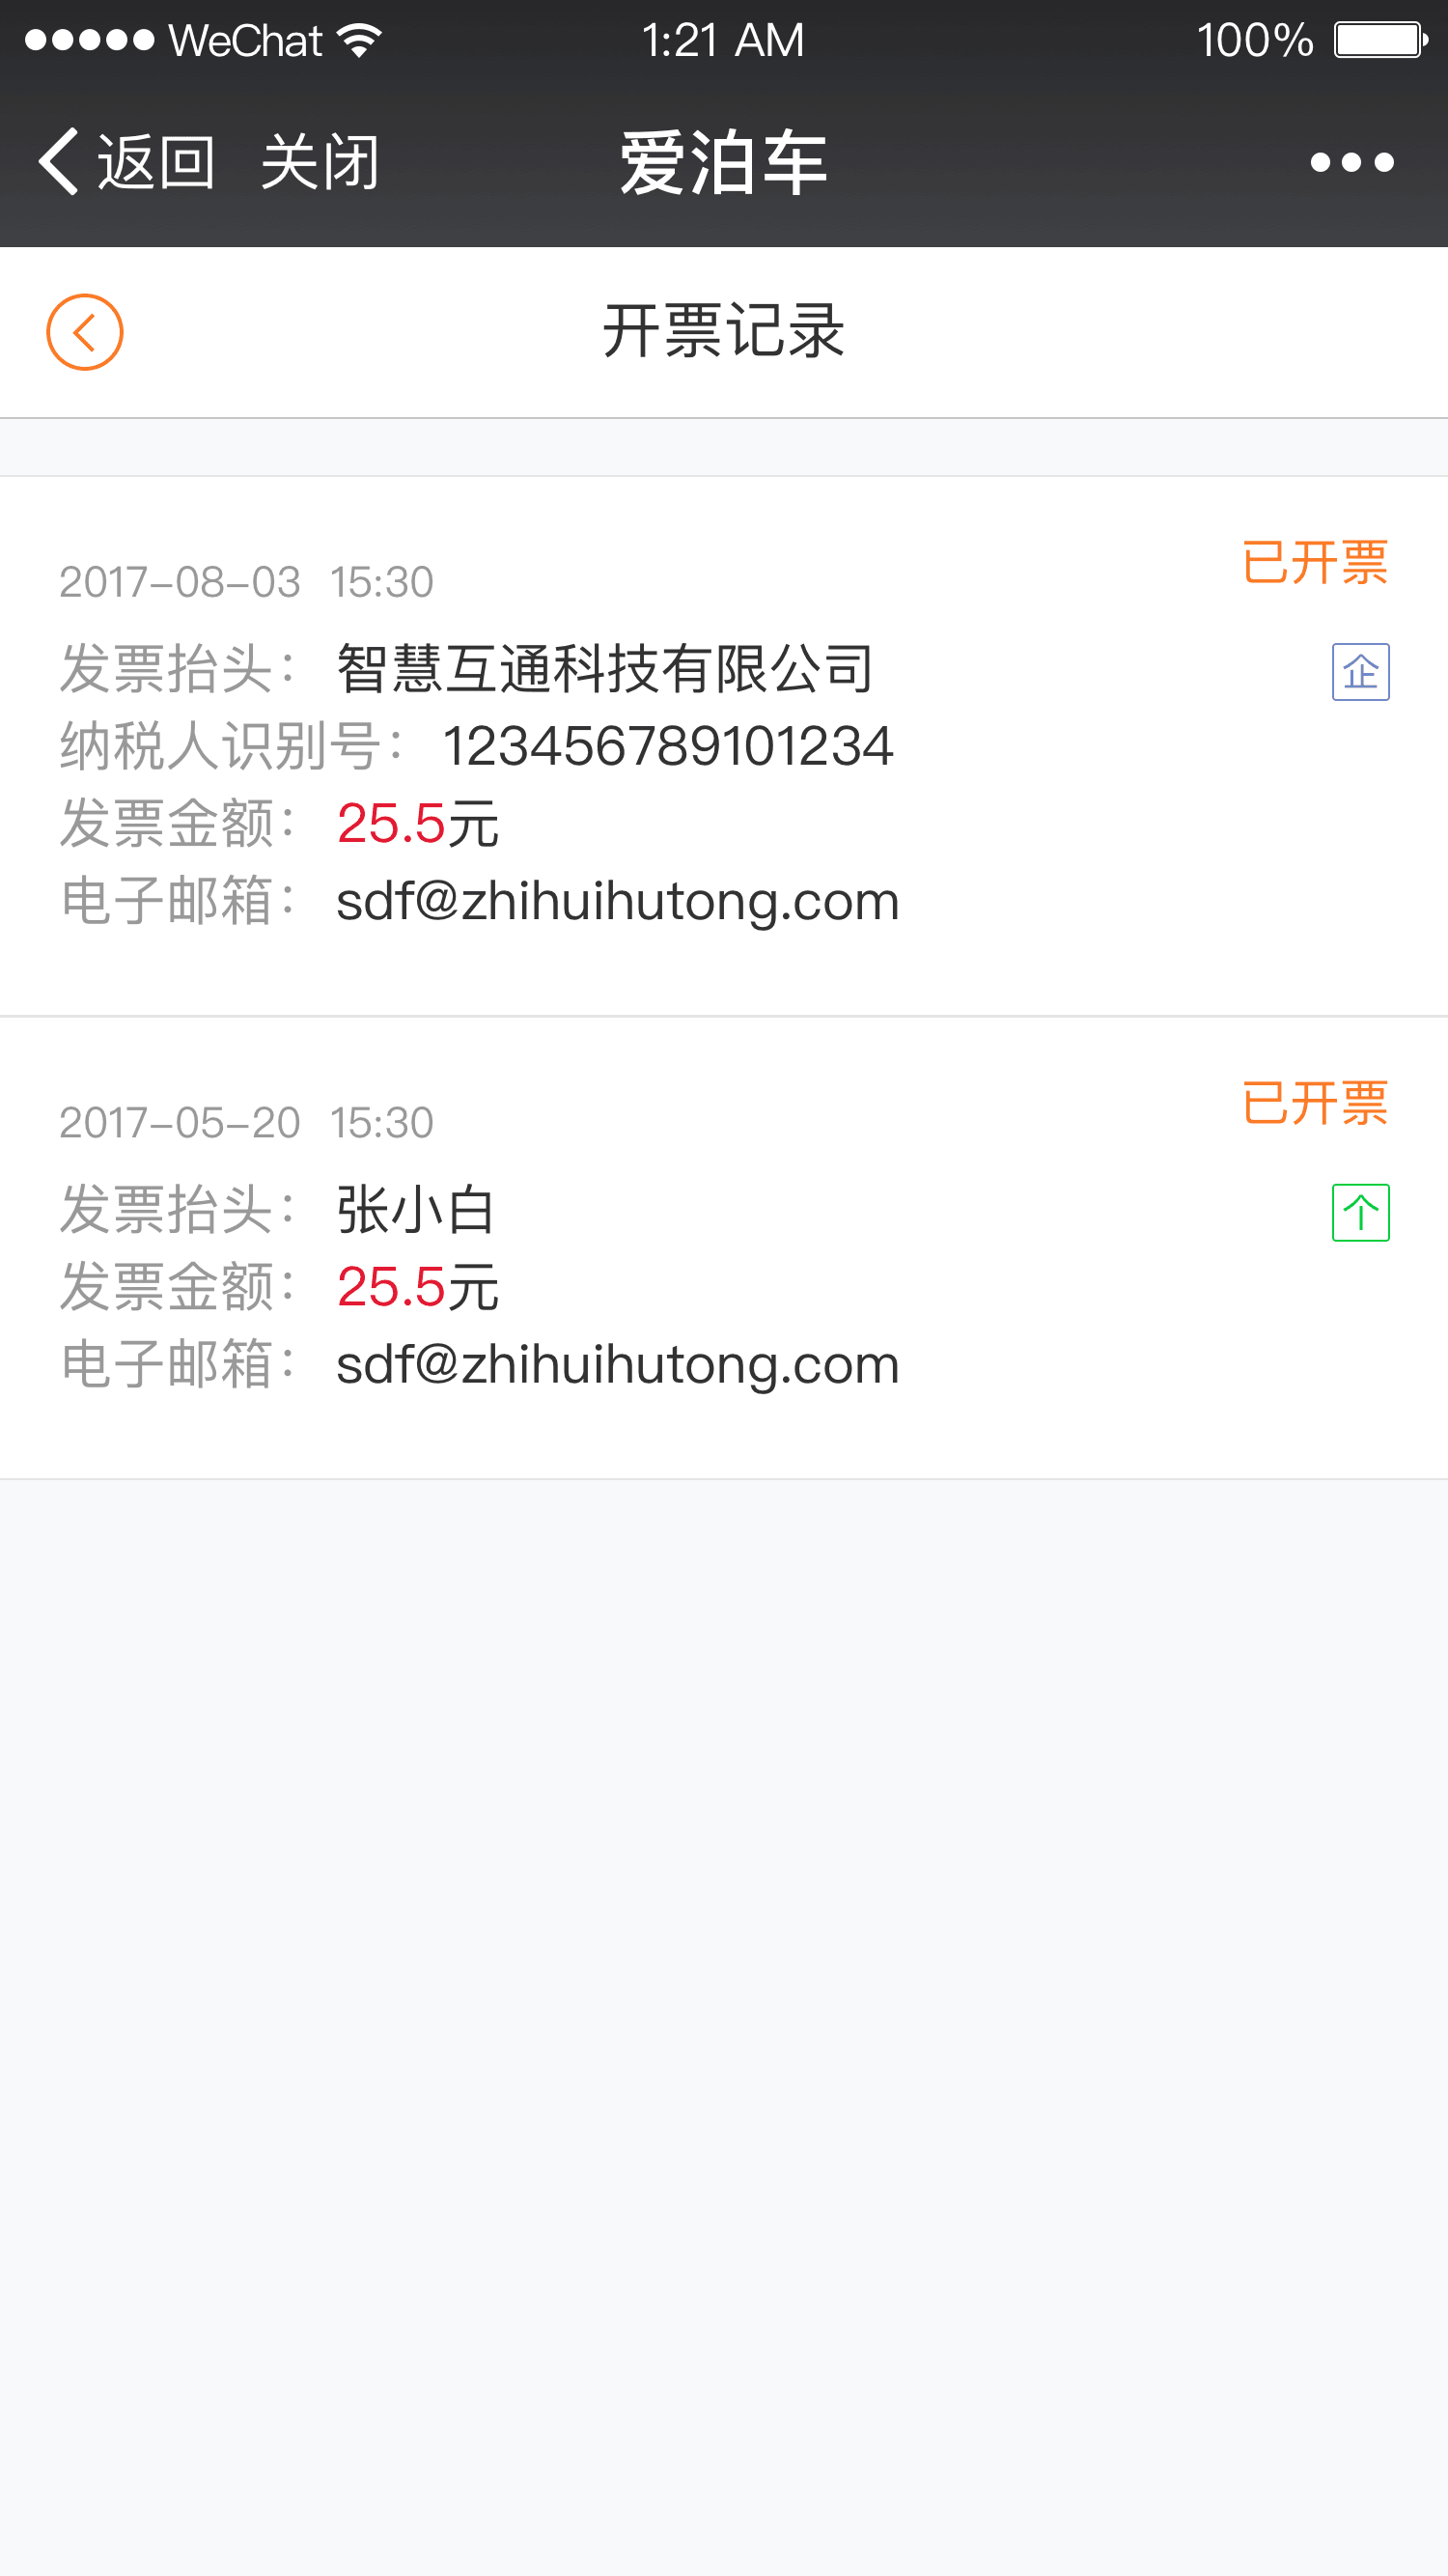 WeChat 1:21 AM 100%
返回 关闭 爱泊车
开票记录
2017-08-03 15:30 已开票
发票抬头： 智慧互通科技有限公司 企
纳税人识别号： 123456789101234
发票金额： 25.5元
电子邮箱： sdf@zhihuihutong.com
2017-05-20 15:30 已开票
发票抬头： 张小白 个
发票金额： 25.5元
电子邮箱： sdf@zhihuihutong.com